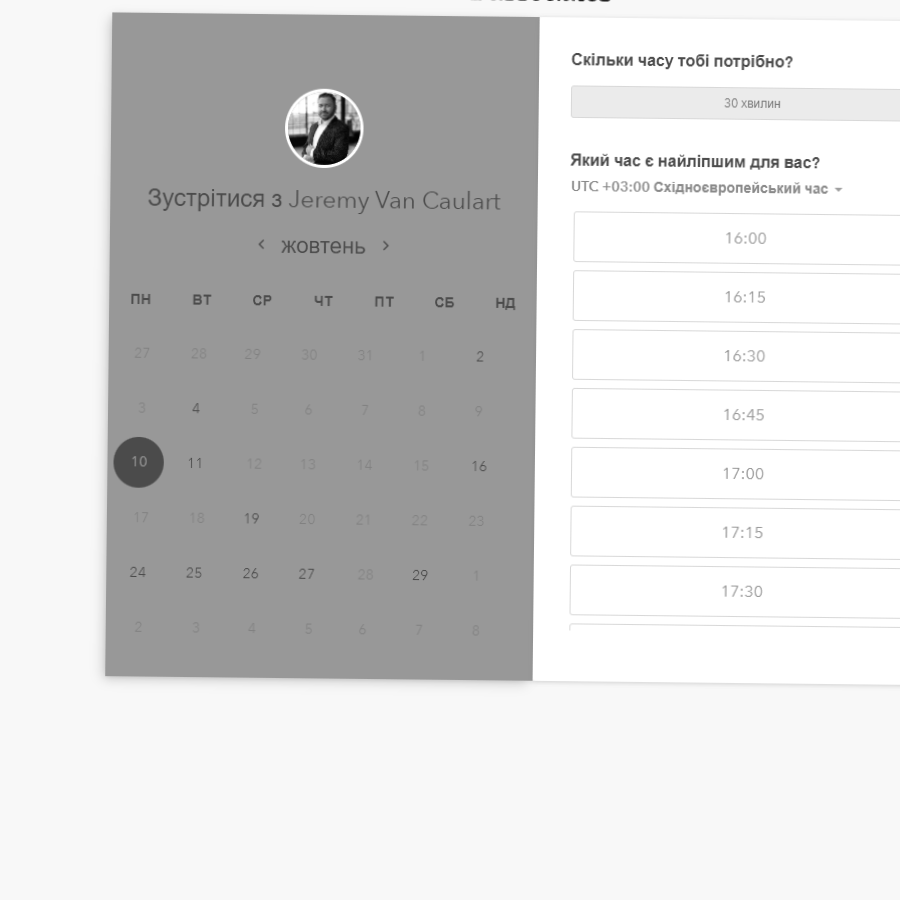 Зустрітися з Jeremy Van Caulart
жовтень
ПН ВТ СР ЧТ ПТ СБ НД
27 28 29 30 31 1 2
3 4 5 6 7 8 9
10 11 12 13 14 15 16
17 18 19 20 21 22 23
24 25 26 27 28 29 1
2 3 4 5 6 7 8
Скільки часу тобі потрібно?
30 хвилин
Який час є найліпшим для вас?
UTC +03:00 Східноєвропейський час
16:00
16:15
16:30
16:45
17:00
17:15
17:30